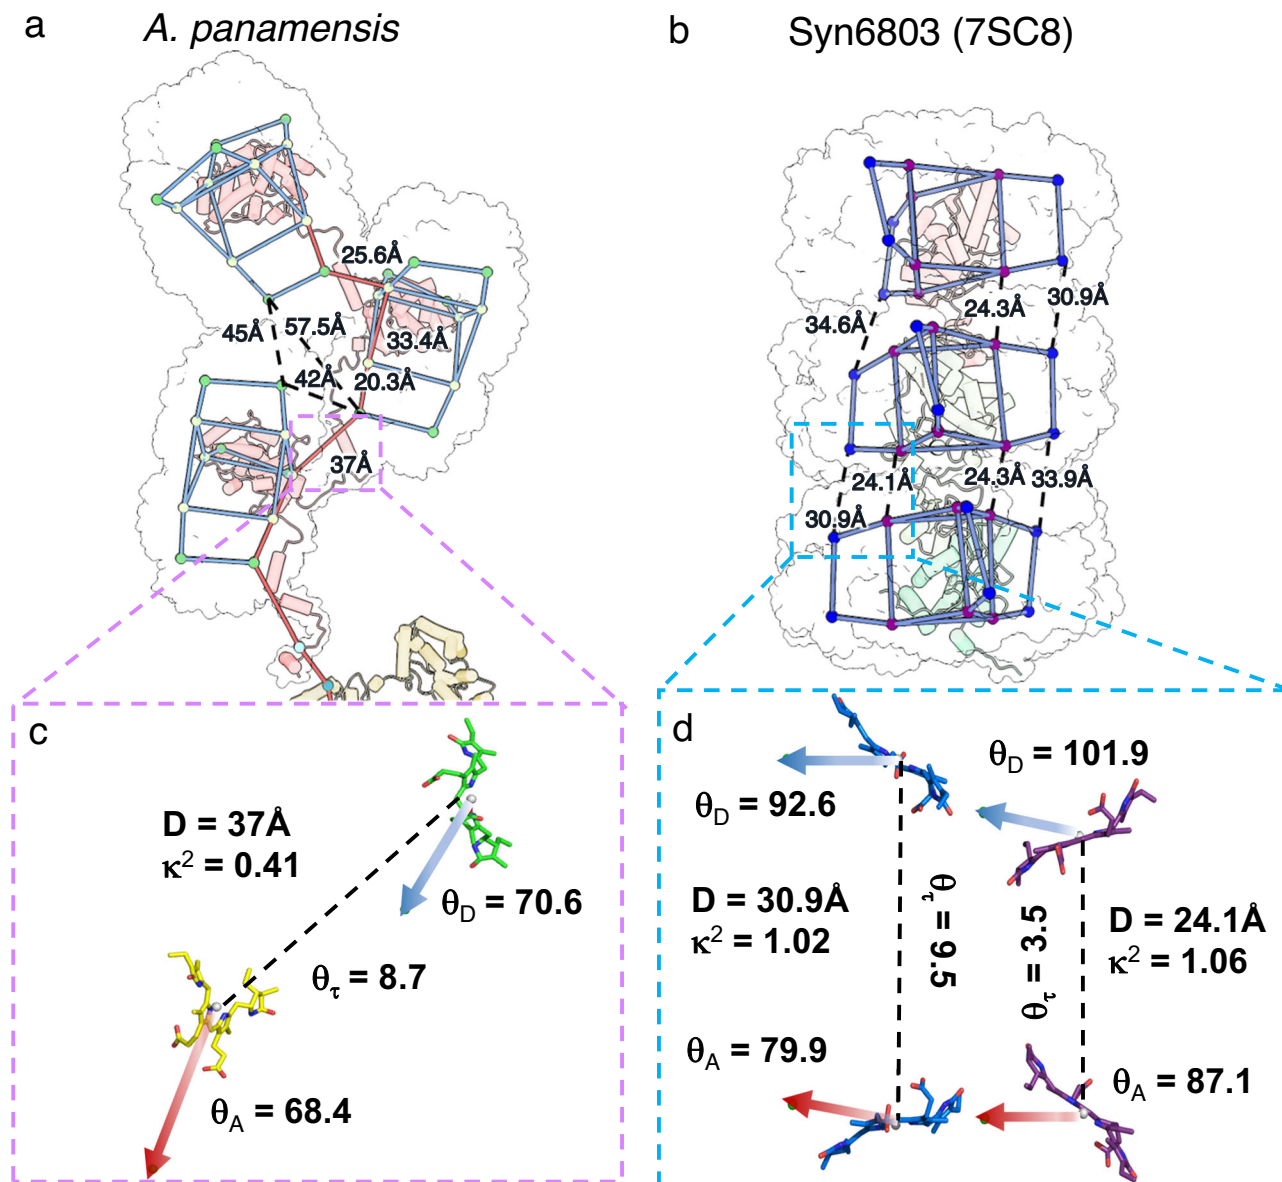 a
A. panamensis
b
Syn6803 (7SC8)
25.6Å
45Å
57.5Å
33.4Å
42Å
20.3Å
37Å
34.6Å
24.3Å
30.9Å
24.1Å
24.3Å
33.9Å
30.9Å
c
D = 37Å
κ² = 0.41
θD = 70.6
θτ = 8.7
θA = 68.4
d
θD = 101.9
θD = 92.6
D = 30.9Å
κ² = 1.02
θτ = 9.5
θτ = 3.5
D = 24.1Å
κ² = 1.06
θA = 79.9
θA = 87.1